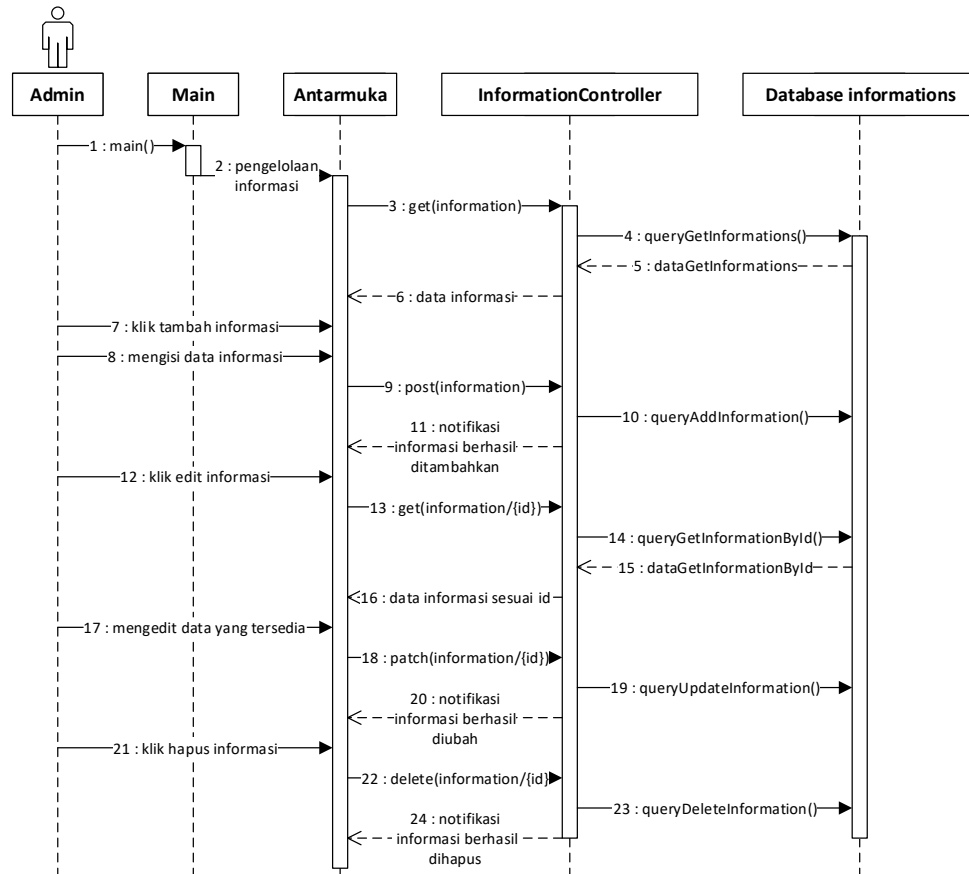 Admin
Main
Antarmuka
InformationController
Database informations
1 : main()
2 : pengelolaan
informasi
3 : get(information)
4 : queryGetInformations()
5 : dataGetInformations
6 : data informasi
7 : klik tambah informasi
8 : mengisi data informasi
9 : post(information)
10 : queryAddInformation()
11 : notifikasi
informasi berhasil
ditambahkan
12 : klik edit informasi
13 : get(information/{id})
14 : queryGetInformationById()
15 : dataGetInformationById
16 : data informasi sesuai id
17 : mengedit data yang tersedia
18 : patch(information/{id})
19 : queryUpdateInformation()
20 : notifikasi
informasi berhasil
diubah
21 : klik hapus informasi
22 : delete(information/{id}
23 : queryDeleteInformation()
24 : notifikasi
informasi berhasil
dihapus